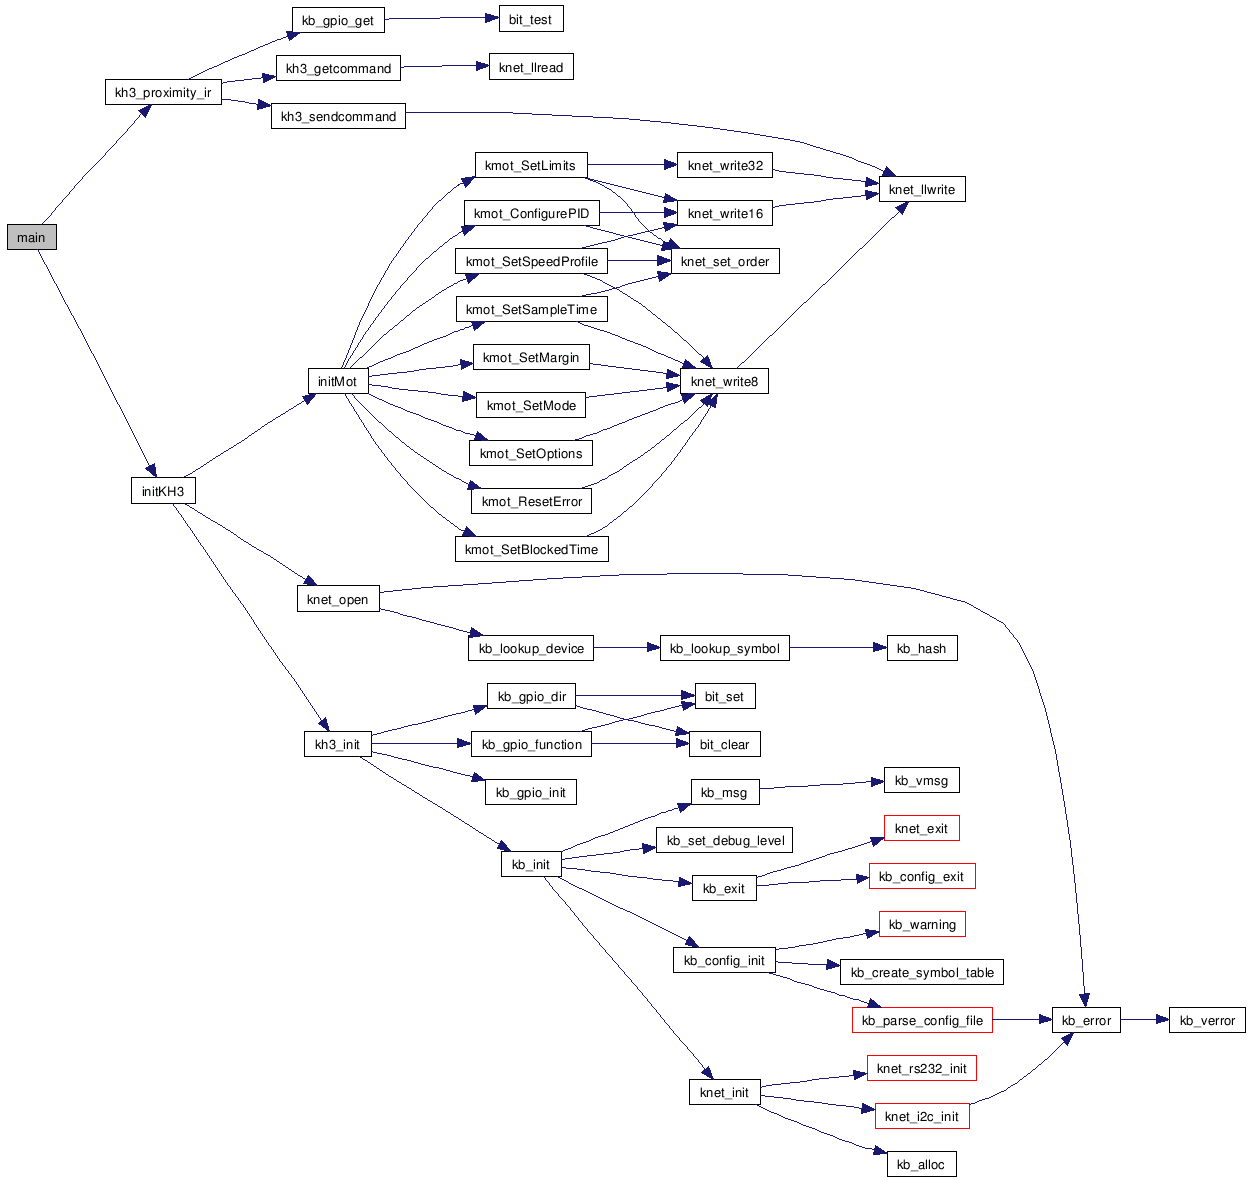 kb_gpio_get
bit_test
kh3_getcommand
knet_llread
kh3_proximity_ir
kh3_sendcommand
kmot_SetLimits
knet_write32
knet_llwrite
kmot_ConfigurePID
knet_write16
main
kmot_SetSpeedProfile
knet_set_order
kmot_SetSampleTime
kmot_SetMargin
initMot
knet_write8
kmot_SetMode
kmot_SetOptions
initKH3
kmot_ResetError
kmot_SetBlockedTime
knet_open
kb_lookup_device
kb_lookup_symbol
kb_hash
kb_gpio_dir
bit_set
kh3_init
kb_gpio_function
bit_clear
kb_gpio_init
kb_msg
kb_vmsg
knet_exit
kb_set_debug_level
kb_init
kb_exit
kb_config_exit
kb_warning
kb_config_init
kb_create_symbol_table
kb_parse_config_file
kb_error
kb_verror
knet_rs232_init
knet_init
knet_i2c_init
kb_alloc